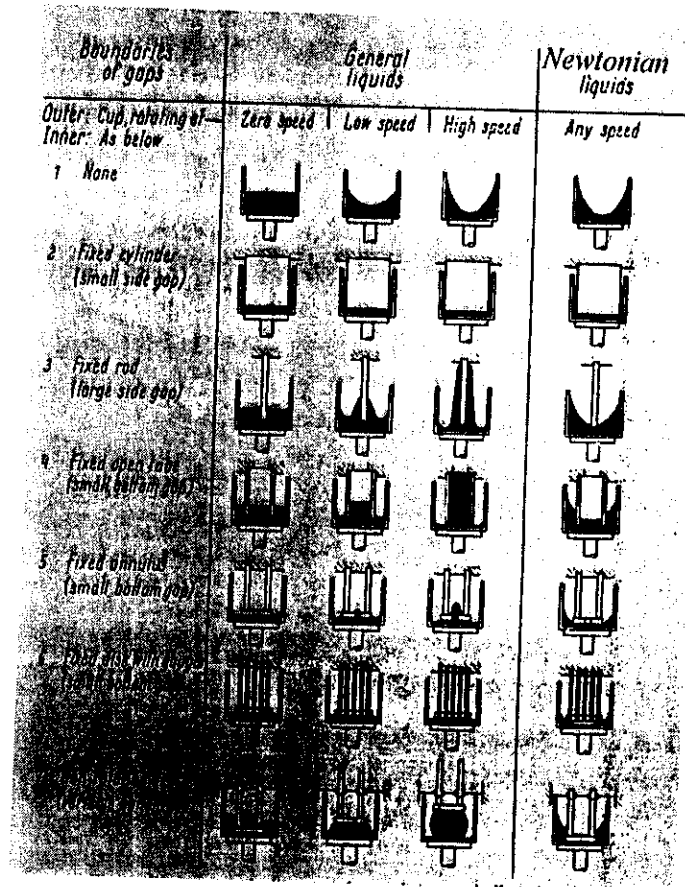 Boundaries
of gaps
General
liquids
Newtonian
liquids
Outer: Cup, rotating at
Inner: As below
Zero speed
Low speed
High speed
Any speed
1 None
2 Fixed cylinder
(small side gap)
3 Fixed rod
(large side gap)
4 Fixed open tube
(small bottom gap)
5 Fixed annulus
(small bottom gap)